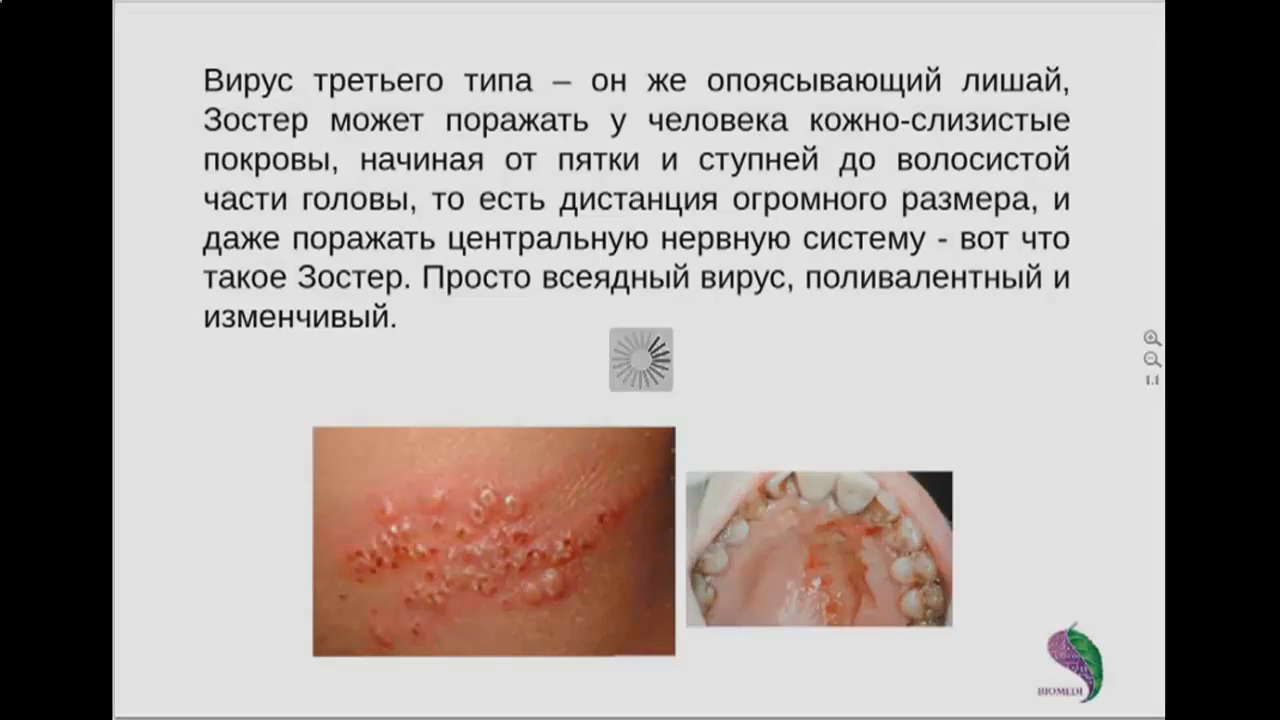 Вирус третьего типа – он же опоясывающий лишай,
Зостер может поражать у человека кожно-слизистые
покровы, начиная от пятки и ступней до волосистой
части головы, то есть дистанция огромного размера, и
даже поражать центральную нервную систему - вот что
такое Зостер. Просто всеядный вирус, поливалентный и
изменчивый.
1:1
BIOMEDI